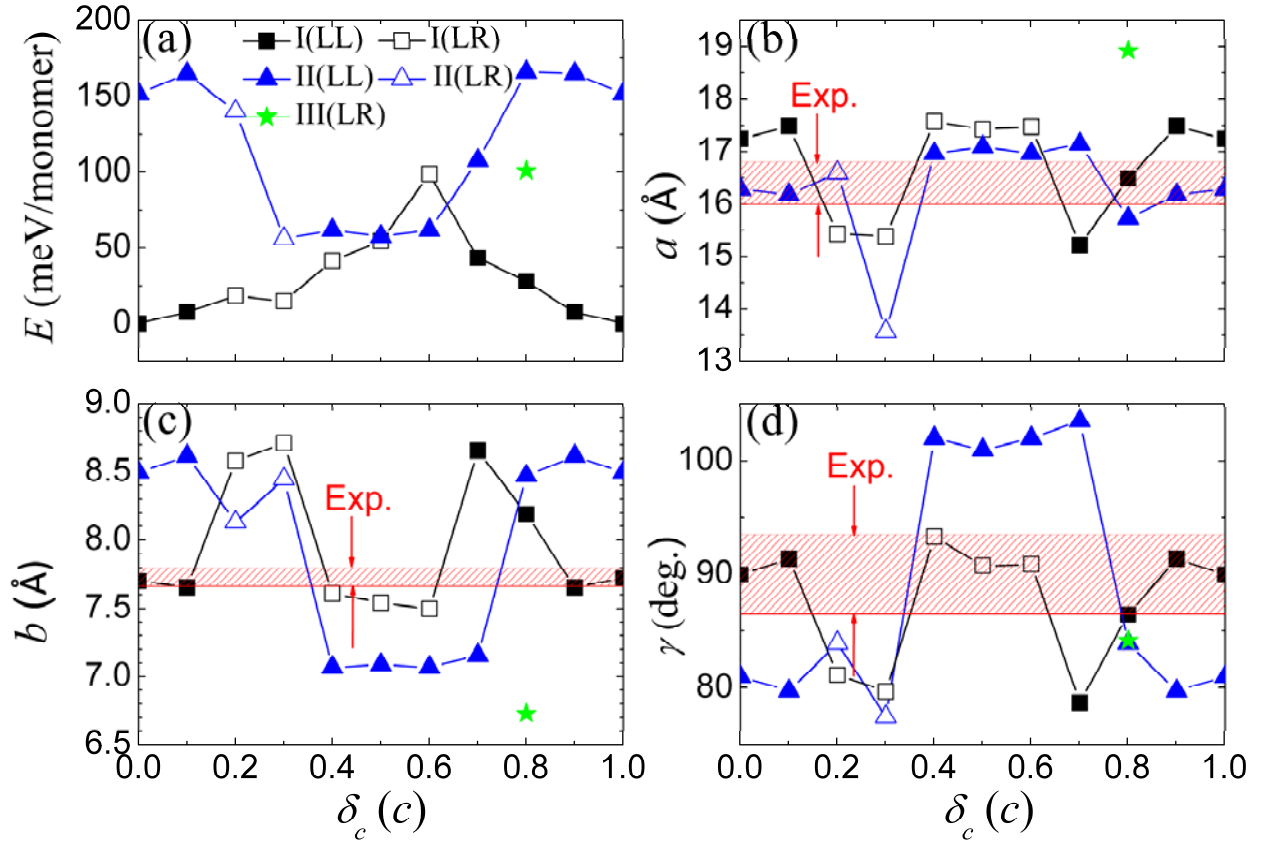 (a)
I(LL) I(LR)
II(LL) II(LR)
III(LR)
200
150
100
50
0
E (meV/monomer)
(b)
Exp.
19
18
17
16
15
14
13
a (Å)
(c)
Exp.
9.0
8.5
8.0
7.5
7.0
6.5
b (Å)
0.0 0.2 0.4 0.6 0.8 1.0
δc (c)
(d)
Exp.
100
90
80
γ (deg.)
0.0 0.2 0.4 0.6 0.8 1.0
δc (c)